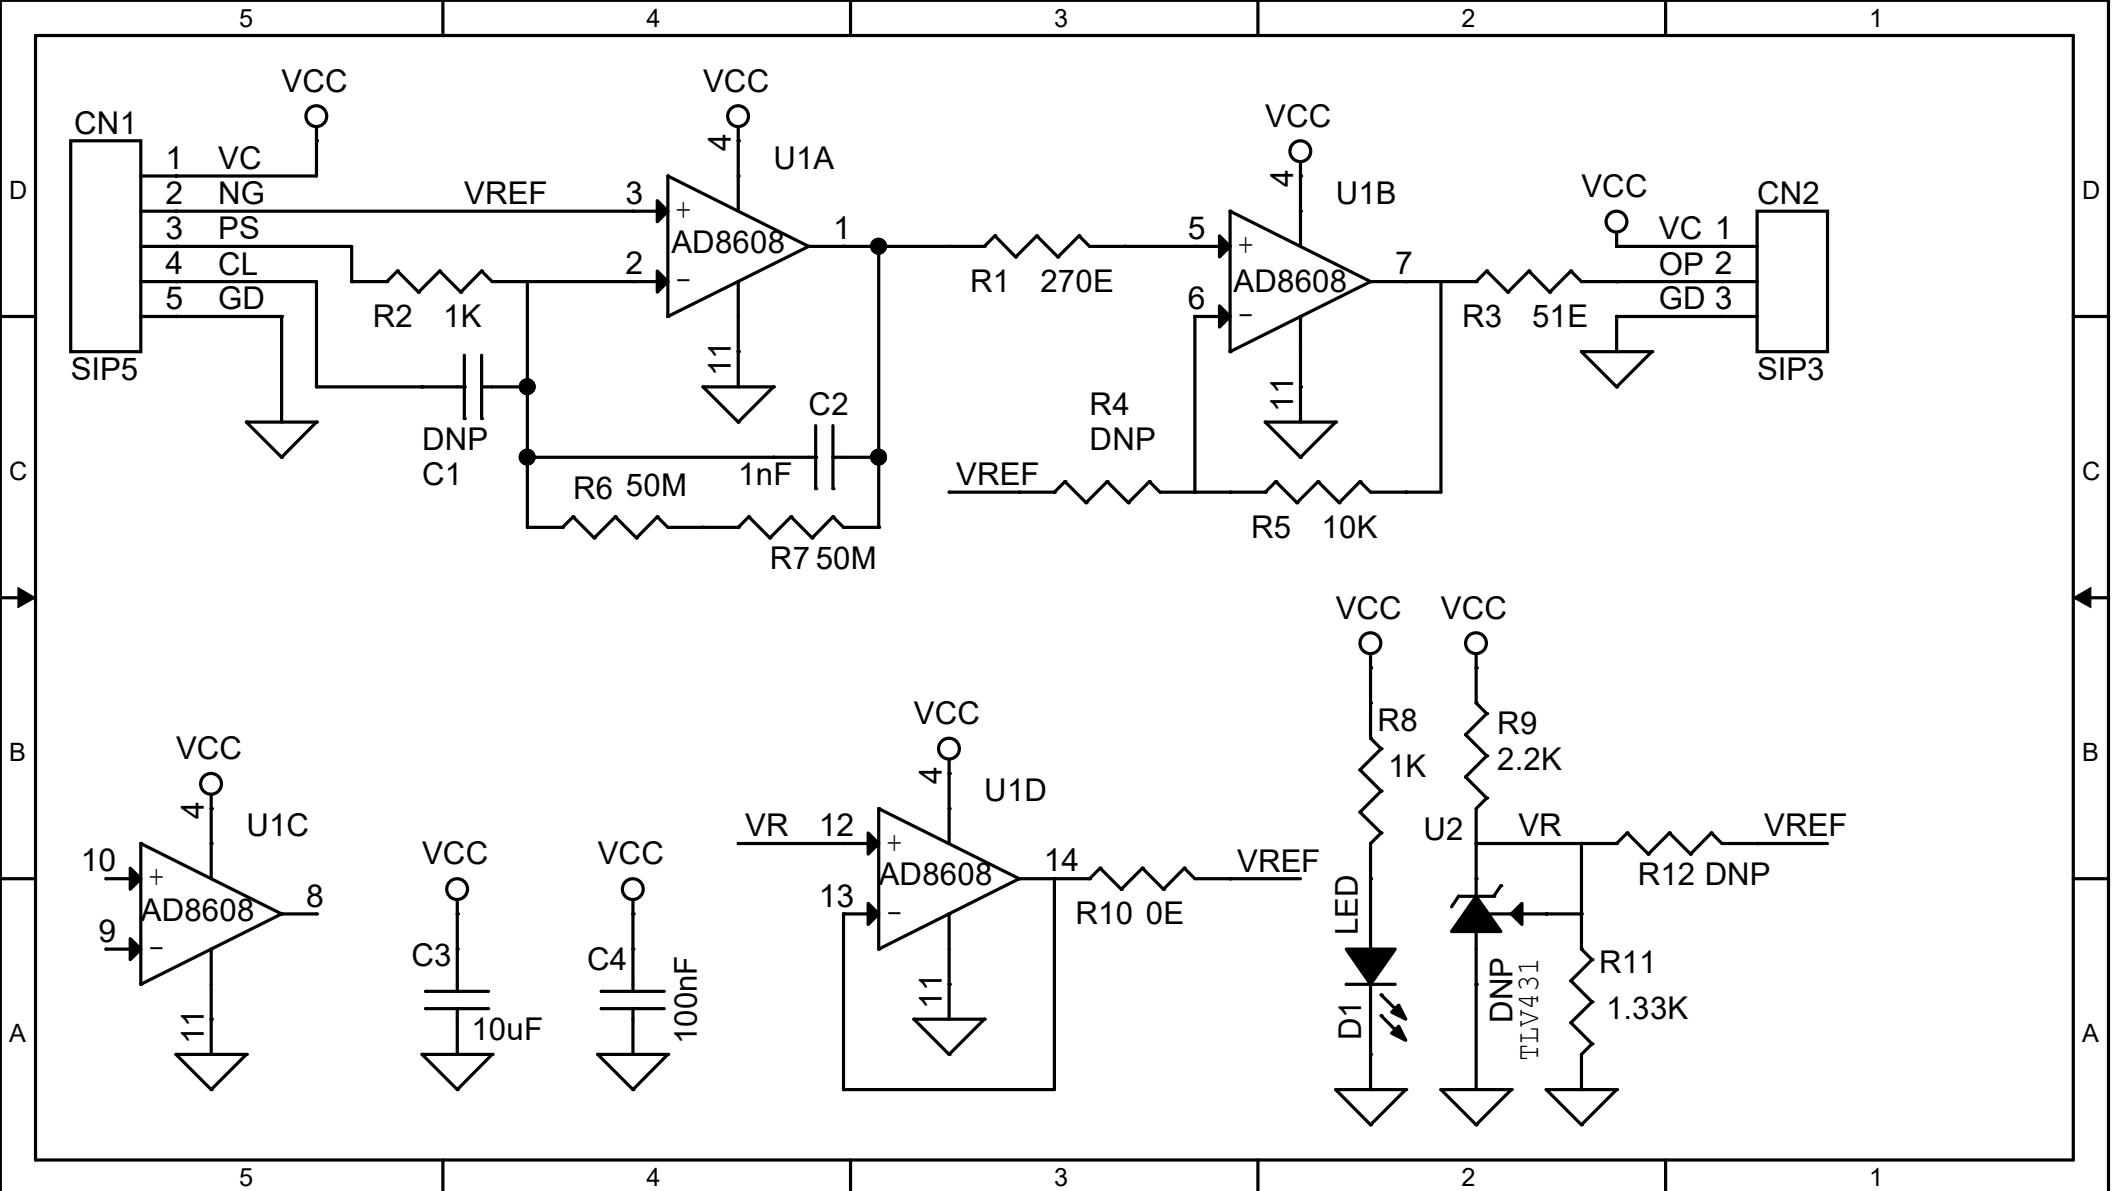 5 4 3 2 1
D
C
B
A
CN1
1 VC
2 NG
3 PS
4 CL
5 GD
SIP5
VCC
VREF
R2 1K
DNP
C1
VCC
4
U1A
3 +
2 −
AD8608
1
11
C2
1nF
R6 50M
R7 50M
R1 270E
VCC
4
U1B
5 +
6 −
AD8608
7
11
R4
DNP
VREF
R5 10K
R3 51E
VCC
CN2
VC 1
OP 2
GD 3
SIP3
VCC
4
U1C
10 +
9 −
AD8608
8
11
VCC
C3
10uF
VCC
C4
100nF
VCC
4
U1D
VR 12 +
13 −
AD8608
14
11
R10 0E
VREF
VCC
R8
1K
LED
D1
VCC
R9
2.2K
U2
VR
DNP
TLV431
R12 DNP
VREF
R11
1.33K
D
C
B
A
5 4 3 2 1